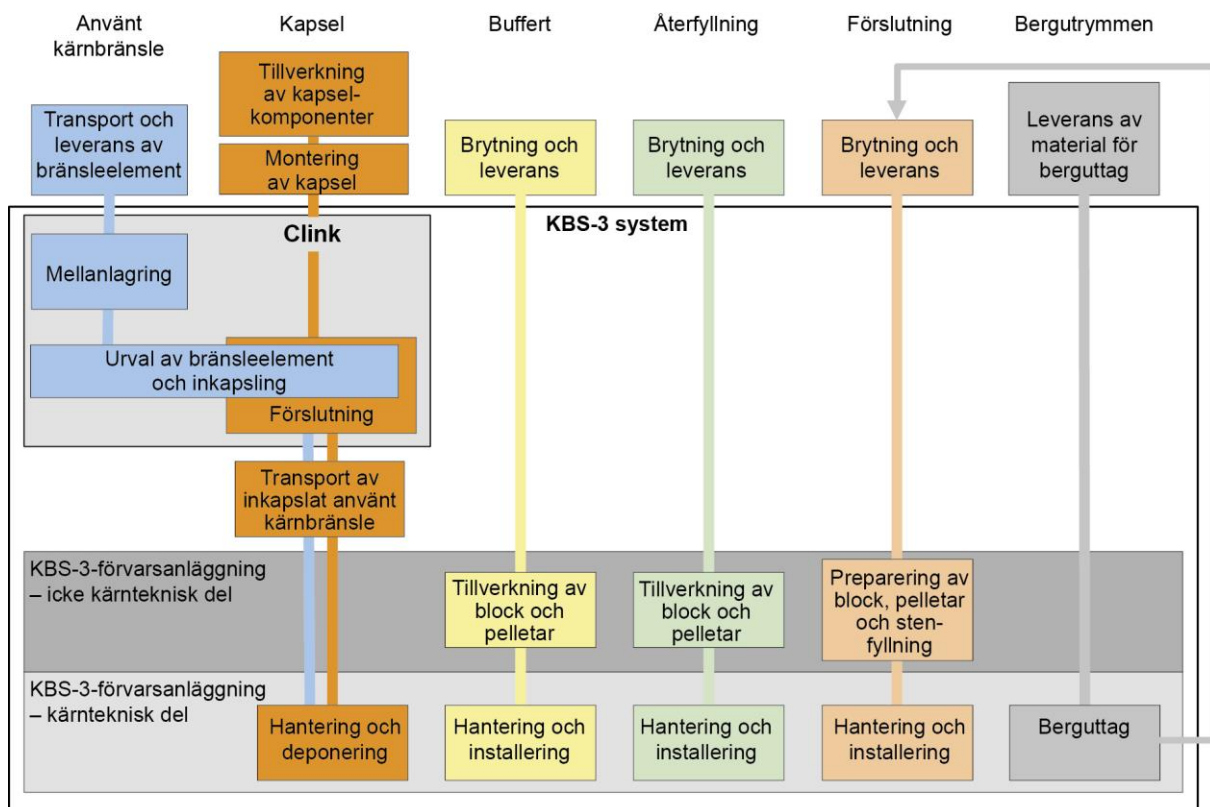 Använt
kärnbränsle
Kapsel
Buffert
Återfyllning
Förslutning
Bergutrymmen
Tillverkning
av kapsel-
komponenter
Transport och
leverans av
bränsleelement
Montering
av kapsel
Brytning och
leverans
Brytning och
leverans
Brytning och
leverans
Leverans av
material för
berguttag
KBS-3 system
Clink
Mellanlagring
Urval av bränsleelement
och inkapsling
Förslutning
Transport av
inkapslat använt
kärnbränsle
KBS-3-förvarsanläggning
– icke kärnteknisk del
Tillverkning av
block och
pelletar
Tillverkning av
block och
pelletar
Preparering av
block, pelletar
och sten-
fyllning
KBS-3-förvarsanläggning
– kärnteknisk del
Hantering och
deponering
Hantering och
installering
Hantering och
installering
Hantering och
installering
Berguttag